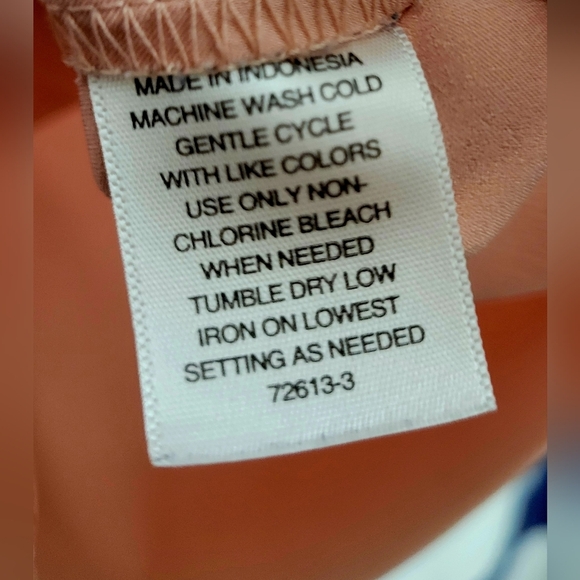 MADE IN INDONESIA
MACHINE WASH COLD
GENTLE CYCLE
WITH LIKE COLORS
USE ONLY NON-
CHLORINE BLEACH
WHEN NEEDED
TUMBLE DRY LOW
IRON ON LOWEST
SETTING AS NEEDED
72613-3